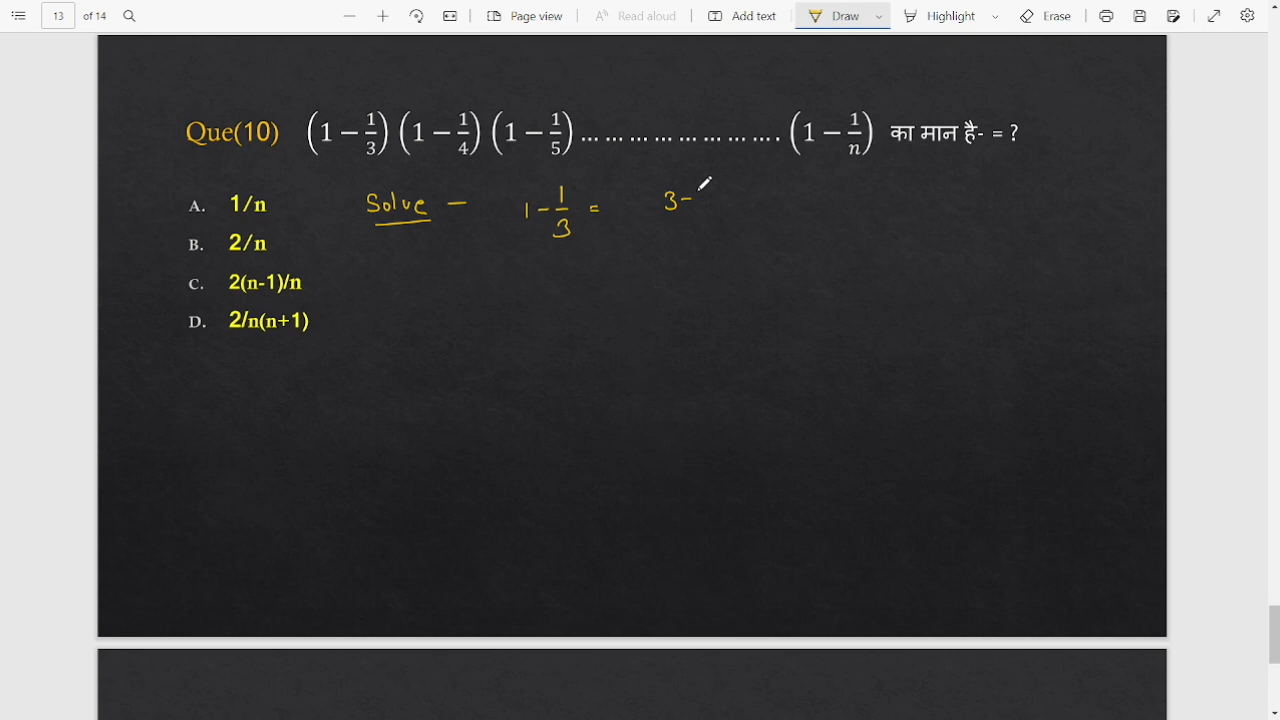 13 of 14 Page view Read aloud Add text Draw Highlight Erase
Que(10) (1 − 1/3) (1 − 1/4) (1 − 1/5) ... ... ... ... ... ... ... . (1 − 1/n) का मान है- = ?
A. 1/n
Solve − 1 − 1/3 = 3 −
B. 2/n
C. 2(n-1)/n
D. 2/n(n+1)